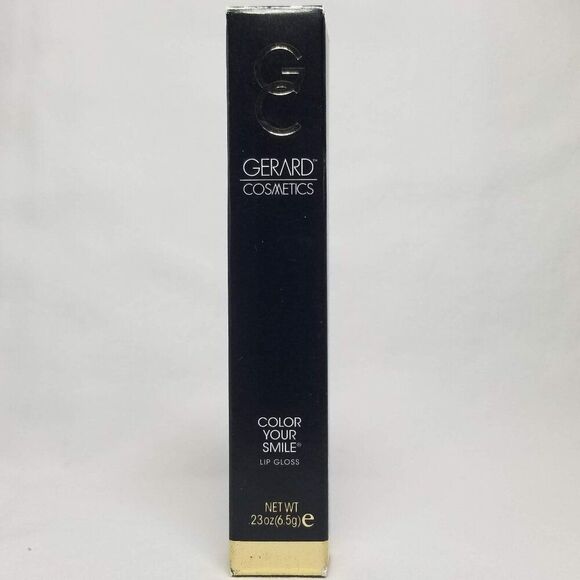 GC
GERARD™
COSMETICS
COLOR
YOUR
SMILE®
LIP GLOSS
NET WT
.23oz(6.5g)e